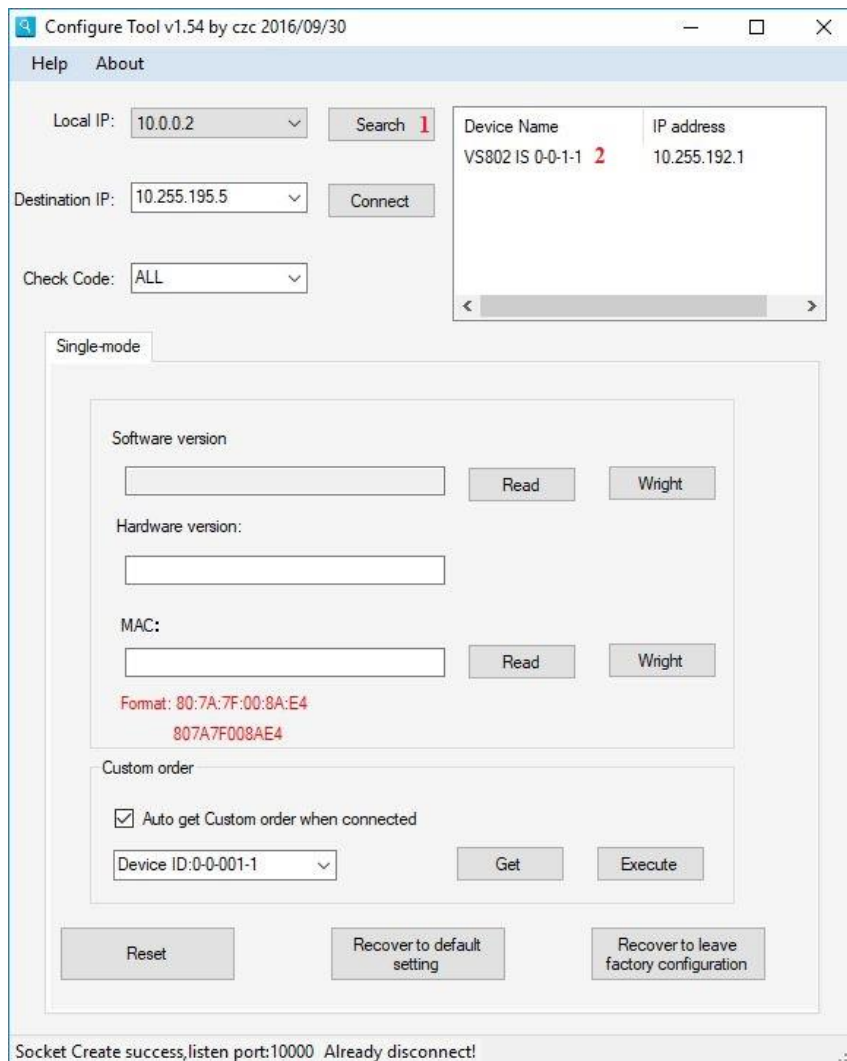 Configure Tool v1.54 by czc 2016/09/30
Help About
Local IP: 10.0.0.2 Search 1
Device Name IP address
VS802 IS 0-0-1-1 2 10.255.192.1
Destination IP: 10.255.195.5 Connect
Check Code: ALL
Single-mode
Software version
Read Wright
Hardware version:
MAC:
Read Wright
Format: 80:7A:7F:00:8A:E4
807A7F008AE4
Custom order
Auto get Custom order when connected
Device ID:0-0-001-1 Get Execute
Reset
Recover to default
setting
Recover to leave
factory configuration
Socket Create success,listen port:10000 Already disconnect!